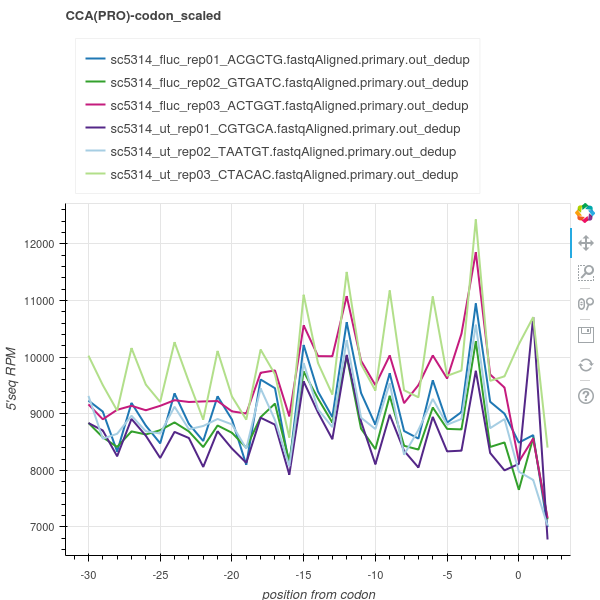 CCA(PRO)-codon_scaled
sc5314_fluc_rep01_ACGCTG.fastqAligned.primary.out_dedup
sc5314_fluc_rep02_GTGATC.fastqAligned.primary.out_dedup
sc5314_fluc_rep03_ACTGGT.fastqAligned.primary.out_dedup
sc5314_ut_rep01_CGTGCA.fastqAligned.primary.out_dedup
sc5314_ut_rep02_TAATGT.fastqAligned.primary.out_dedup
sc5314_ut_rep03_CTACAC.fastqAligned.primary.out_dedup
12000
11000
10000
9000
8000
7000
5'seq RPM
-30 -25 -20 -15 -10 -5 0
position from codon